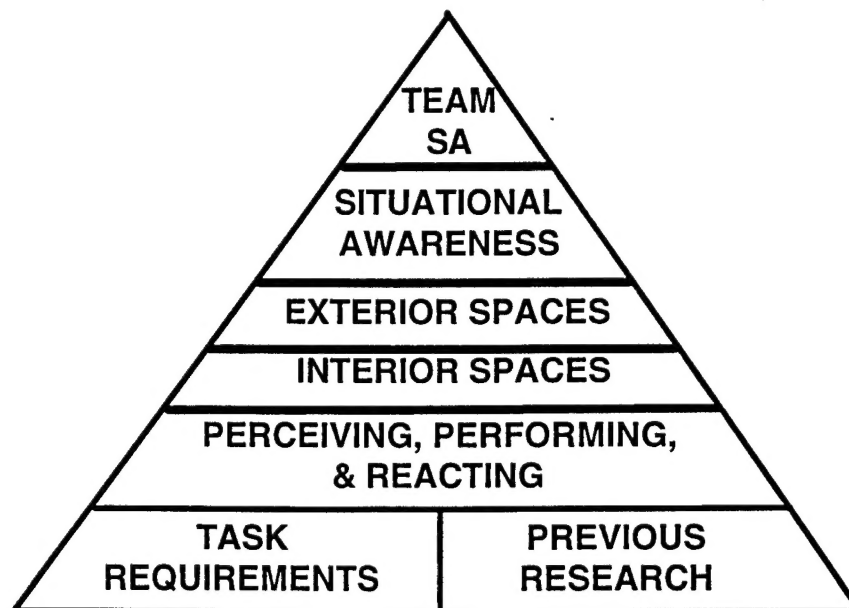 TEAM
SA
SITUATIONAL
AWARENESS
EXTERIOR SPACES
INTERIOR SPACES
PERCEIVING, PERFORMING,
& REACTING
TASK
REQUIREMENTS
PREVIOUS
RESEARCH